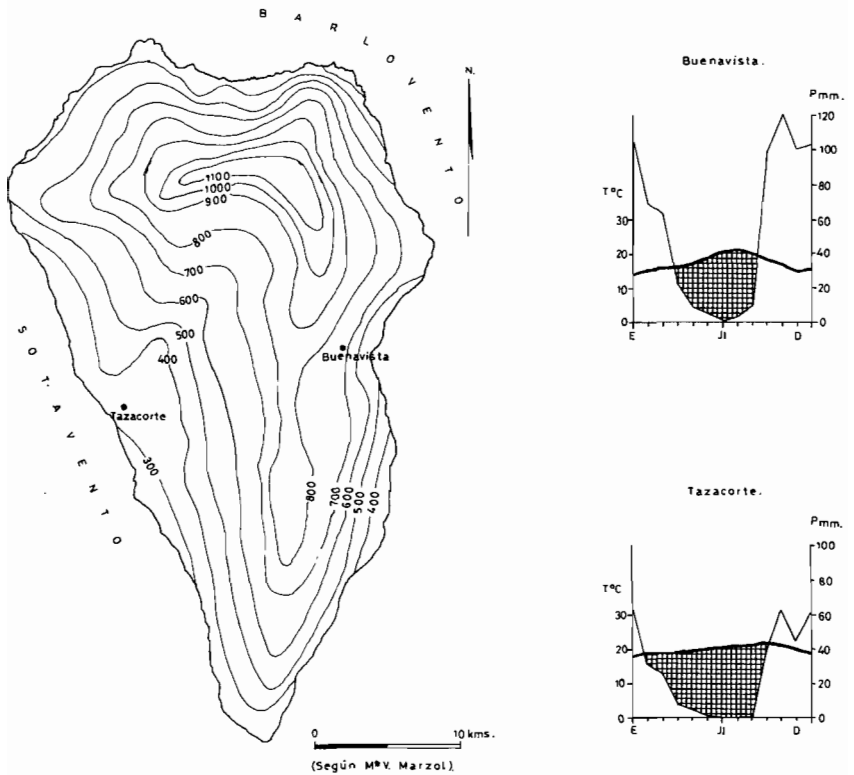 BARLOVENTO
N.
1100
1000
900
800
700
600
500
400
Buenavista
Tazacorte
300
800
700
600
500
400
SOTAVENTO
0 10 kms.
(Según Mª V. Marzol).
Buenavista.
Pmm.
120
100
80
T°C
30 60
20 40
10 20
0 0
E Jl D
Tazacorte.
Pmm.
100
T°C 80
30 60
20 40
10 20
0 0
E Jl D